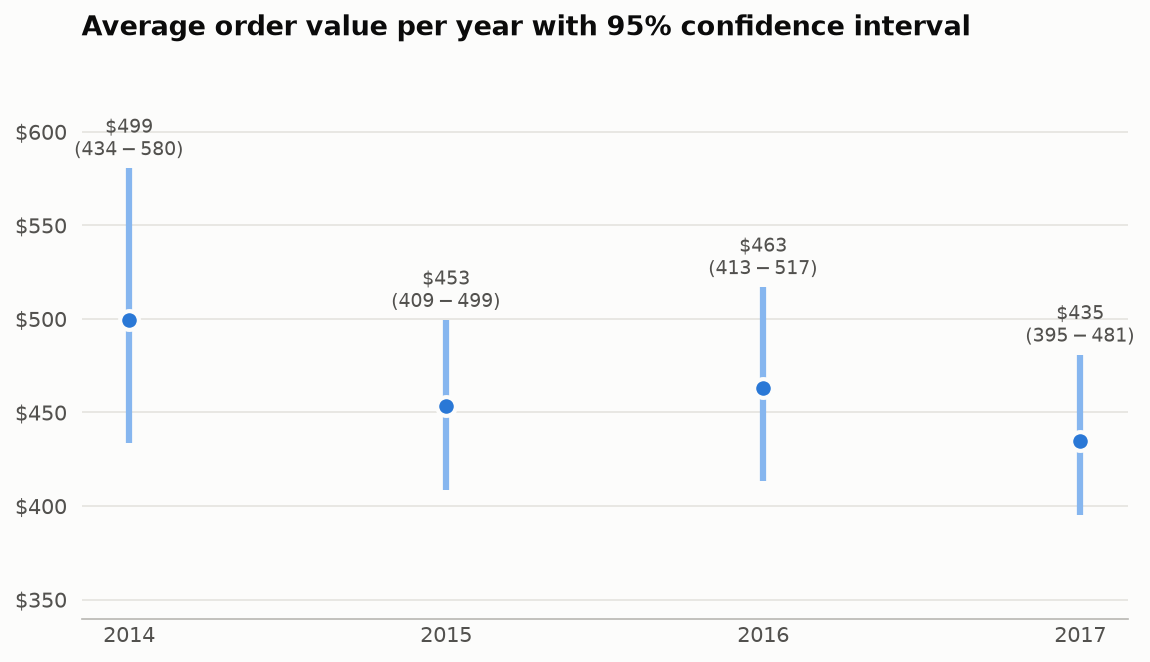 Average order value per year with 95% confidence interval
$600
$550
$500
$450
$400
$350
$499
(434 – 580)
$453
(409 – 499)
$463
(413 – 517)
$435
(395 – 481)
2014
2015
2016
2017